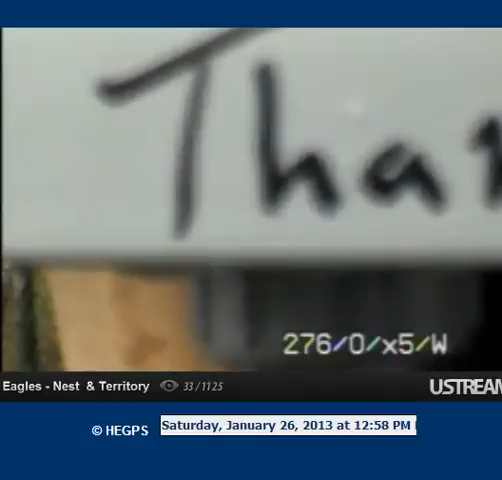 Tha
276/0/x5/W
Eagles - Nest & Territory 33/1125
USTREAM
© HEGPS Saturday, January 26, 2013 at 12:58 PM